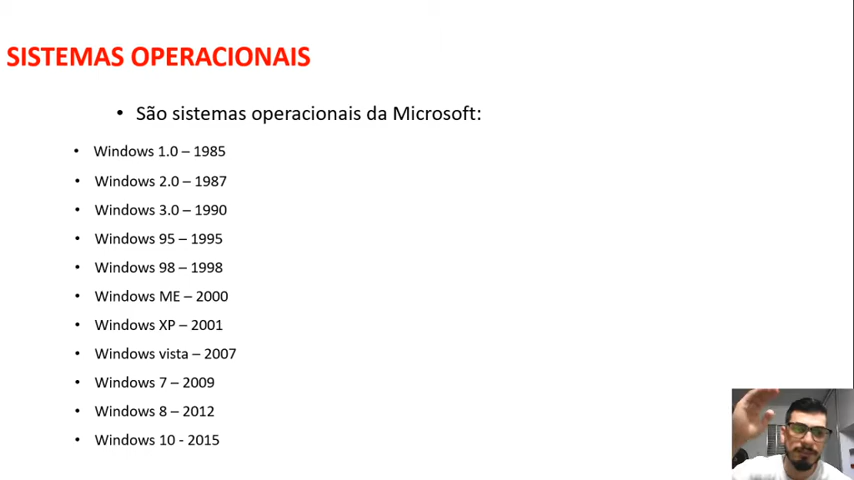 SISTEMAS OPERACIONAIS
• São sistemas operacionais da Microsoft:
• Windows 1.0 – 1985
• Windows 2.0 – 1987
• Windows 3.0 – 1990
• Windows 95 – 1995
• Windows 98 – 1998
• Windows ME – 2000
• Windows XP – 2001
• Windows vista – 2007
• Windows 7 – 2009
• Windows 8 – 2012
• Windows 10 - 2015